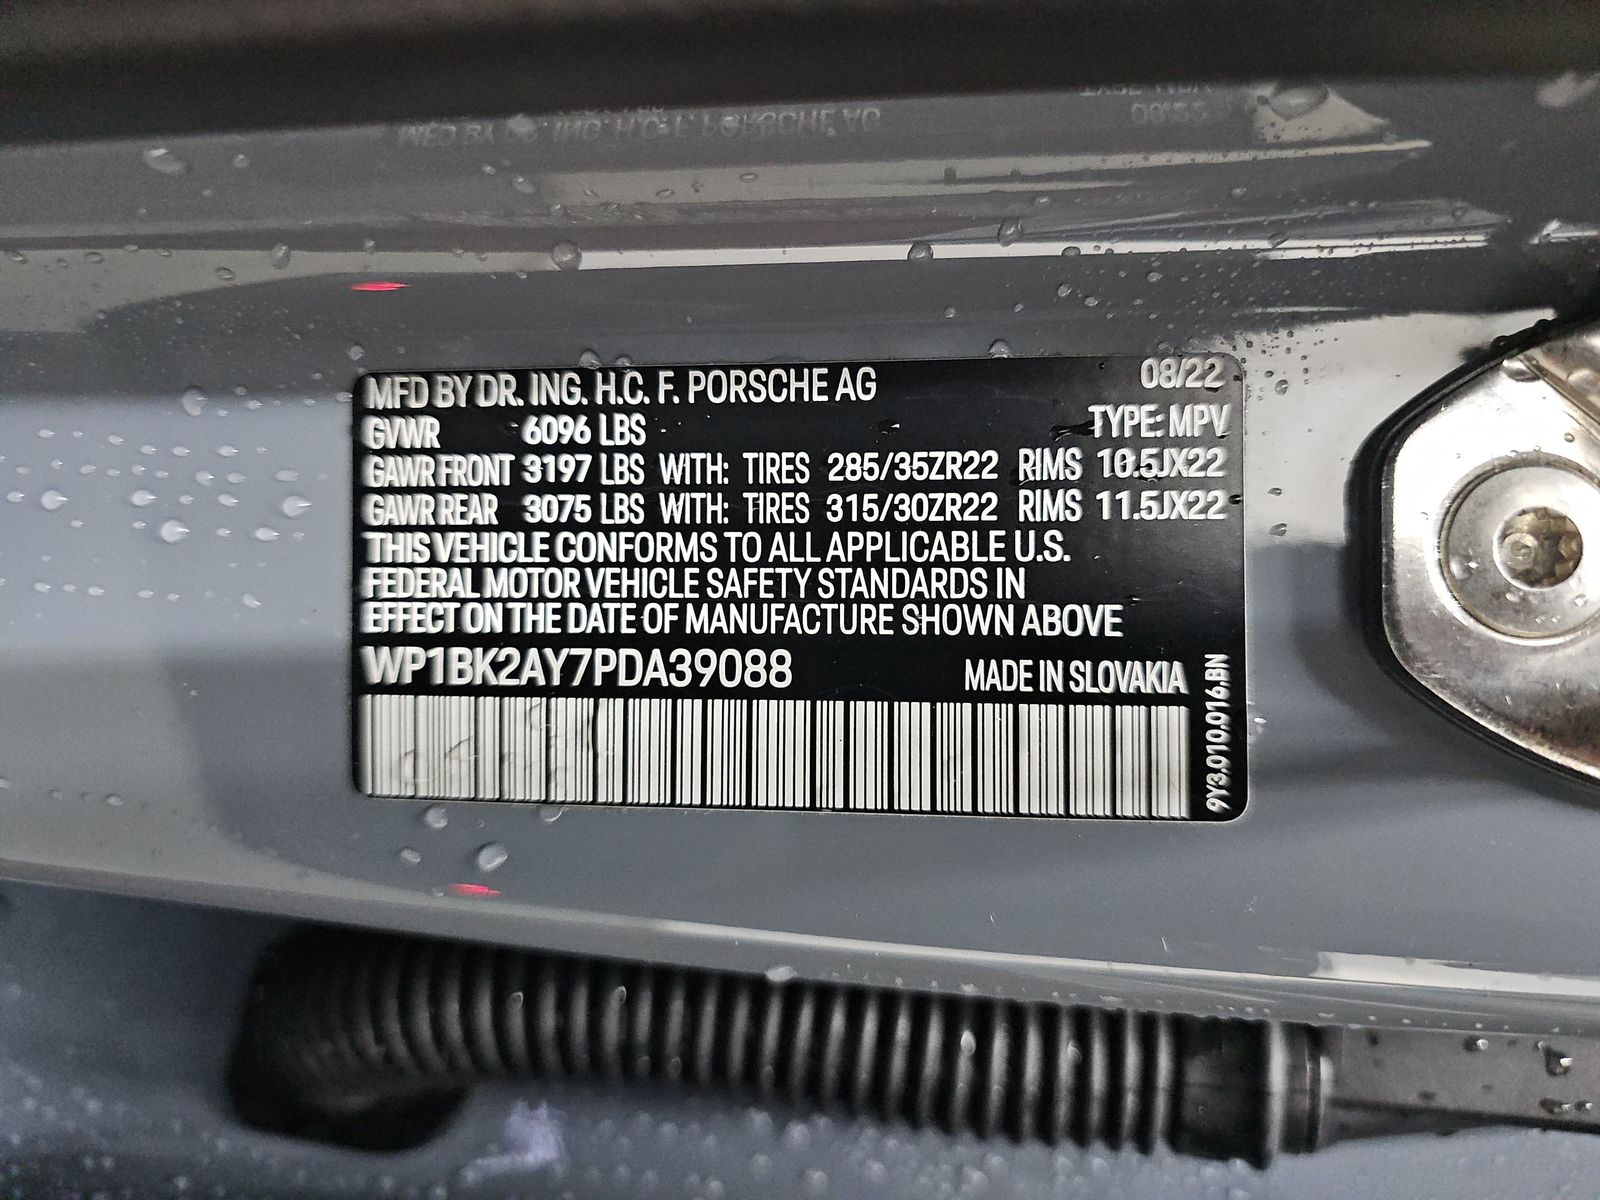 MFD BY DR. ING. H.C. F. PORSCHE AG 08/22
GVWR 6096 LBS TYPE: MPV
GAWR FRONT 3197 LBS WITH: TIRES 285/35ZR22 RIMS 10.5JX22
GAWR REAR 3075 LBS WITH: TIRES 315/30ZR22 RIMS 11.5JX22
THIS VEHICLE CONFORMS TO ALL APPLICABLE U.S.
FEDERAL MOTOR VEHICLE SAFETY STANDARDS IN
EFFECT ON THE DATE OF MANUFACTURE SHOWN ABOVE
WP1BK2AY7PDA39088 MADE IN SLOVAKIA
9Y3.010.016.BN